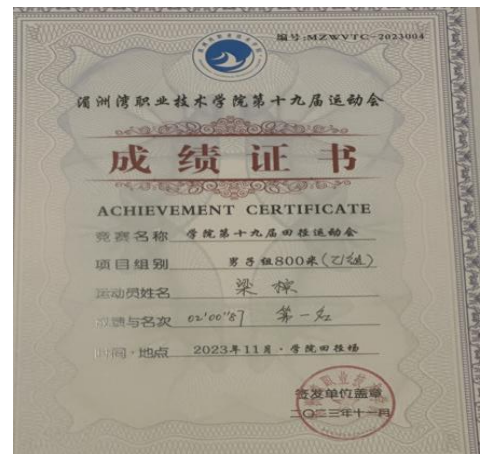 编号:MZWVTC-2023004
湄洲湾职业技术学院第十九届运动会
成绩证书
ACHIEVEMENT CERTIFICATE
竞赛名称 学院第十九届田径运动会
项目组别 男子组800米(乙组)
运动员姓名 梁
成绩与名次 02'00"87 第一名
时间·地点 2023年11月·学院田径场
签发单位盖章
二〇二三年十一月